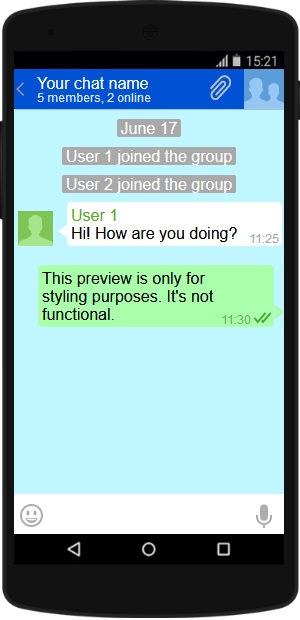 15:21
Your chat name
5 members, 2 online
June 17
User 1 joined the group
User 2 joined the group
User 1
Hi! How are you doing?
11:25
This preview is only for
styling purposes. It's not
functional.
11:30